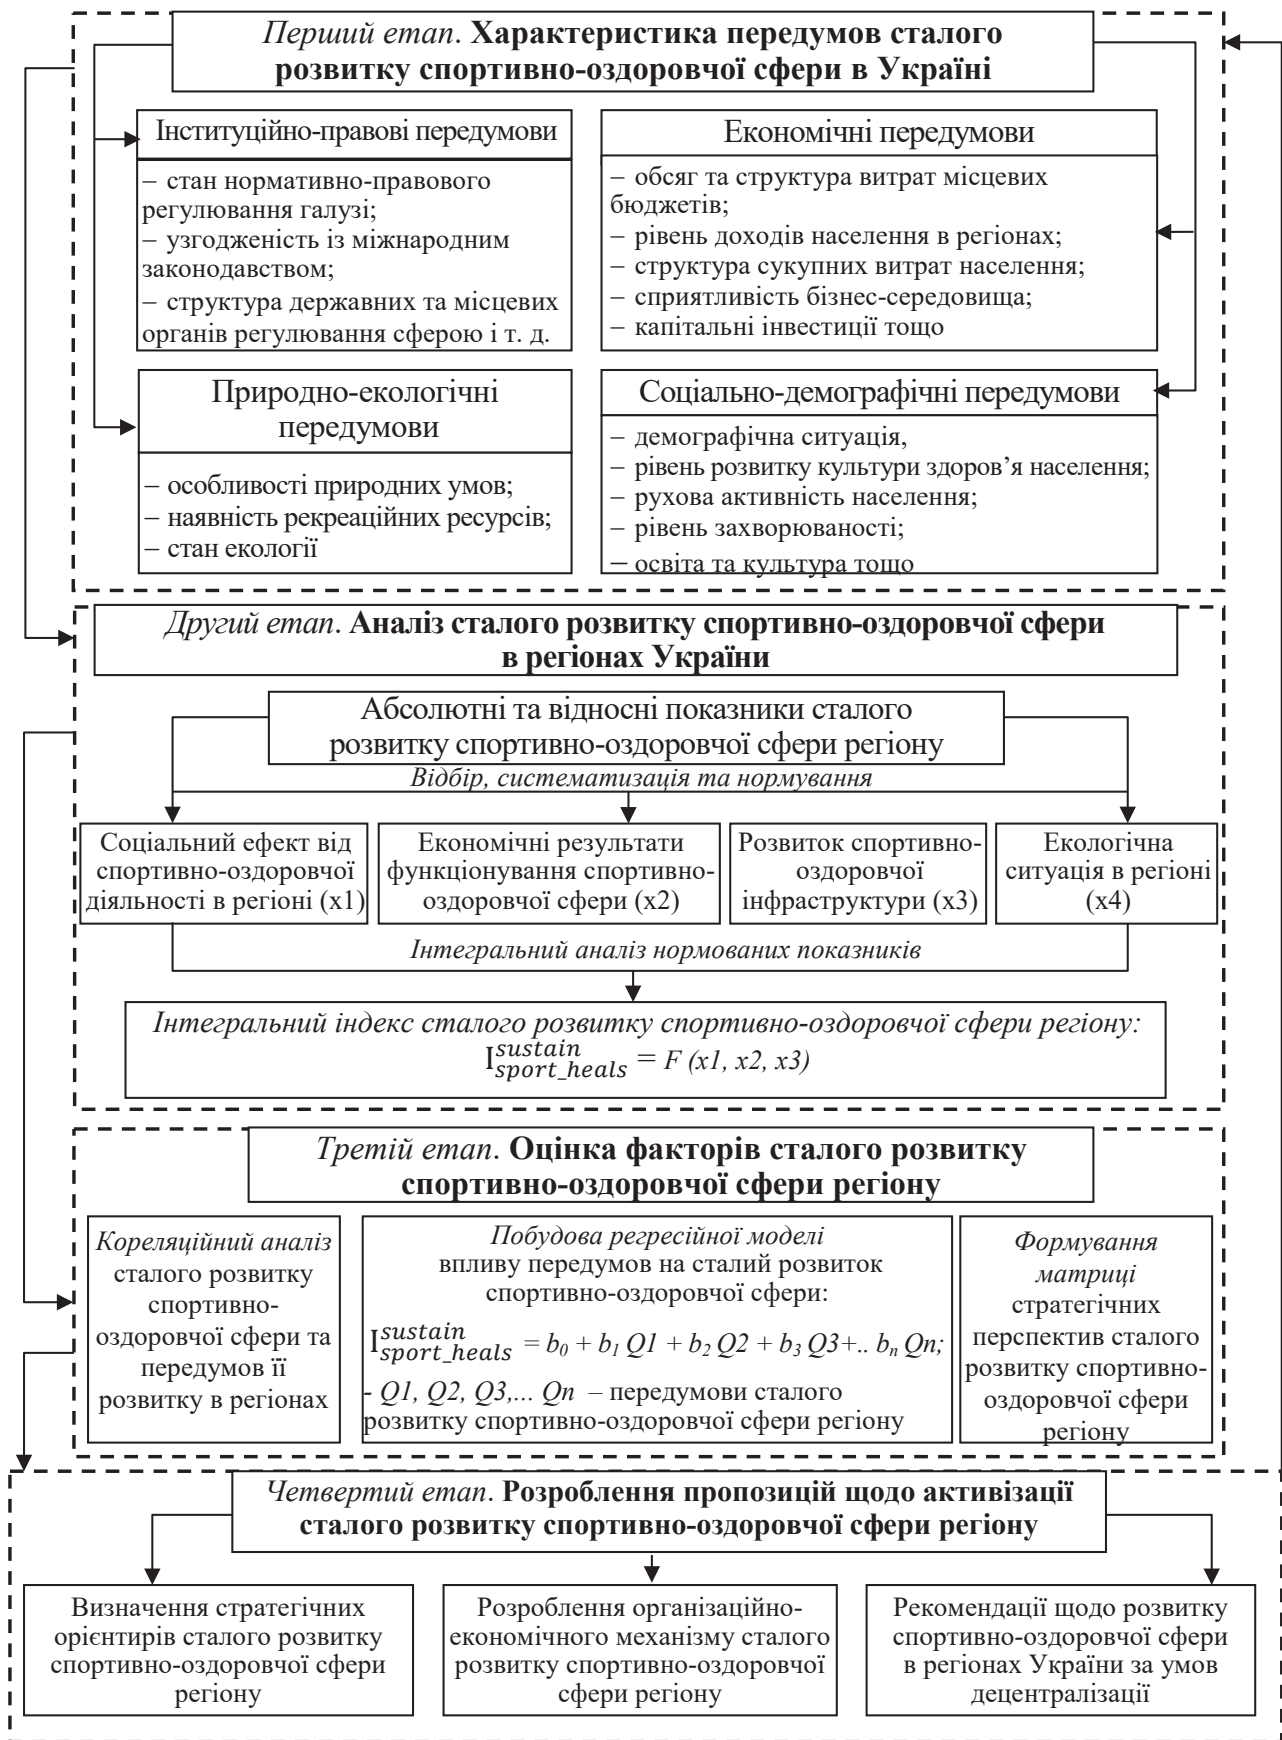 Перший етап. Характеристика передумов сталого
розвитку спортивно-оздоровчої сфери в Україні
Інституційно-правові передумови
– стан нормативно-правового
регулювання галузі;
– узгодженість із міжнародним
законодавством;
– структура державних та місцевих
органів регулювання сферою і т. д.
Економічні передумови
– обсяг та структура витрат місцевих
бюджетів;
– рівень доходів населення в регіонах;
– структура сукупних витрат населення;
– сприятливість бізнес-середовища;
– капітальні інвестиції тощо
Природно-екологічні
передумови
– особливості природних умов;
– наявність рекреаційних ресурсів;
– стан екології
Соціально-демографічні передумови
– демографічна ситуація,
– рівень розвитку культури здоров’я населення;
– рухова активність населення;
– рівень захворюваності;
– освіта та культура тощо
Другий етап. Аналіз сталого розвитку спортивно-оздоровчої сфери
в регіонах України
Абсолютні та відносні показники сталого
розвитку спортивно-оздоровчої сфери регіону
Відбір, систематизація та нормування
Соціальний ефект від
спортивно-оздоровчої
діяльності в регіоні (x1)
Економічні результати
функціонування спортивно-
оздоровчої сфери (x2)
Розвиток спортивно-
оздоровчої
інфраструктури (x3)
Екологічна
ситуація в регіоні
(x4)
Інтегральний аналіз нормованих показників
Інтегральний індекс сталого розвитку спортивно-оздоровчої сфери регіону:
I^{sustain}_{sport_heals} = F (x1, x2, x3)
Третій етап. Оцінка факторів сталого розвитку
спортивно-оздоровчої сфери регіону
Кореляційний аналіз
сталого розвитку
спортивно-
оздоровчої сфери та
передумов її
розвитку в регіонах
Побудова регресійної моделі
впливу передумов на сталий розвиток
спортивно-оздоровчої сфери:
I^{sustain}_{sport_heals} = b₀ + b₁ Q1 + b₂ Q2 + b₃ Q3+.. bₙ Qn;
- Q1, Q2, Q3,... Qn – передумови сталого
розвитку спортивно-оздоровчої сфери регіону
Формування
матриці
стратегічних
перспектив сталого
розвитку спортивно-
оздоровчої сфери
регіону
Четвертий етап. Розроблення пропозицій щодо активізації
сталого розвитку спортивно-оздоровчої сфери регіону
Визначення стратегічних
орієнтирів сталого розвитку
спортивно-оздоровчої сфери
регіону
Розроблення організаційно-
економічного механізму сталого
розвитку спортивно-оздоровчої
сфери регіону
Рекомендації щодо розвитку
спортивно-оздоровчої сфери
в регіонах України за умов
децентралізації